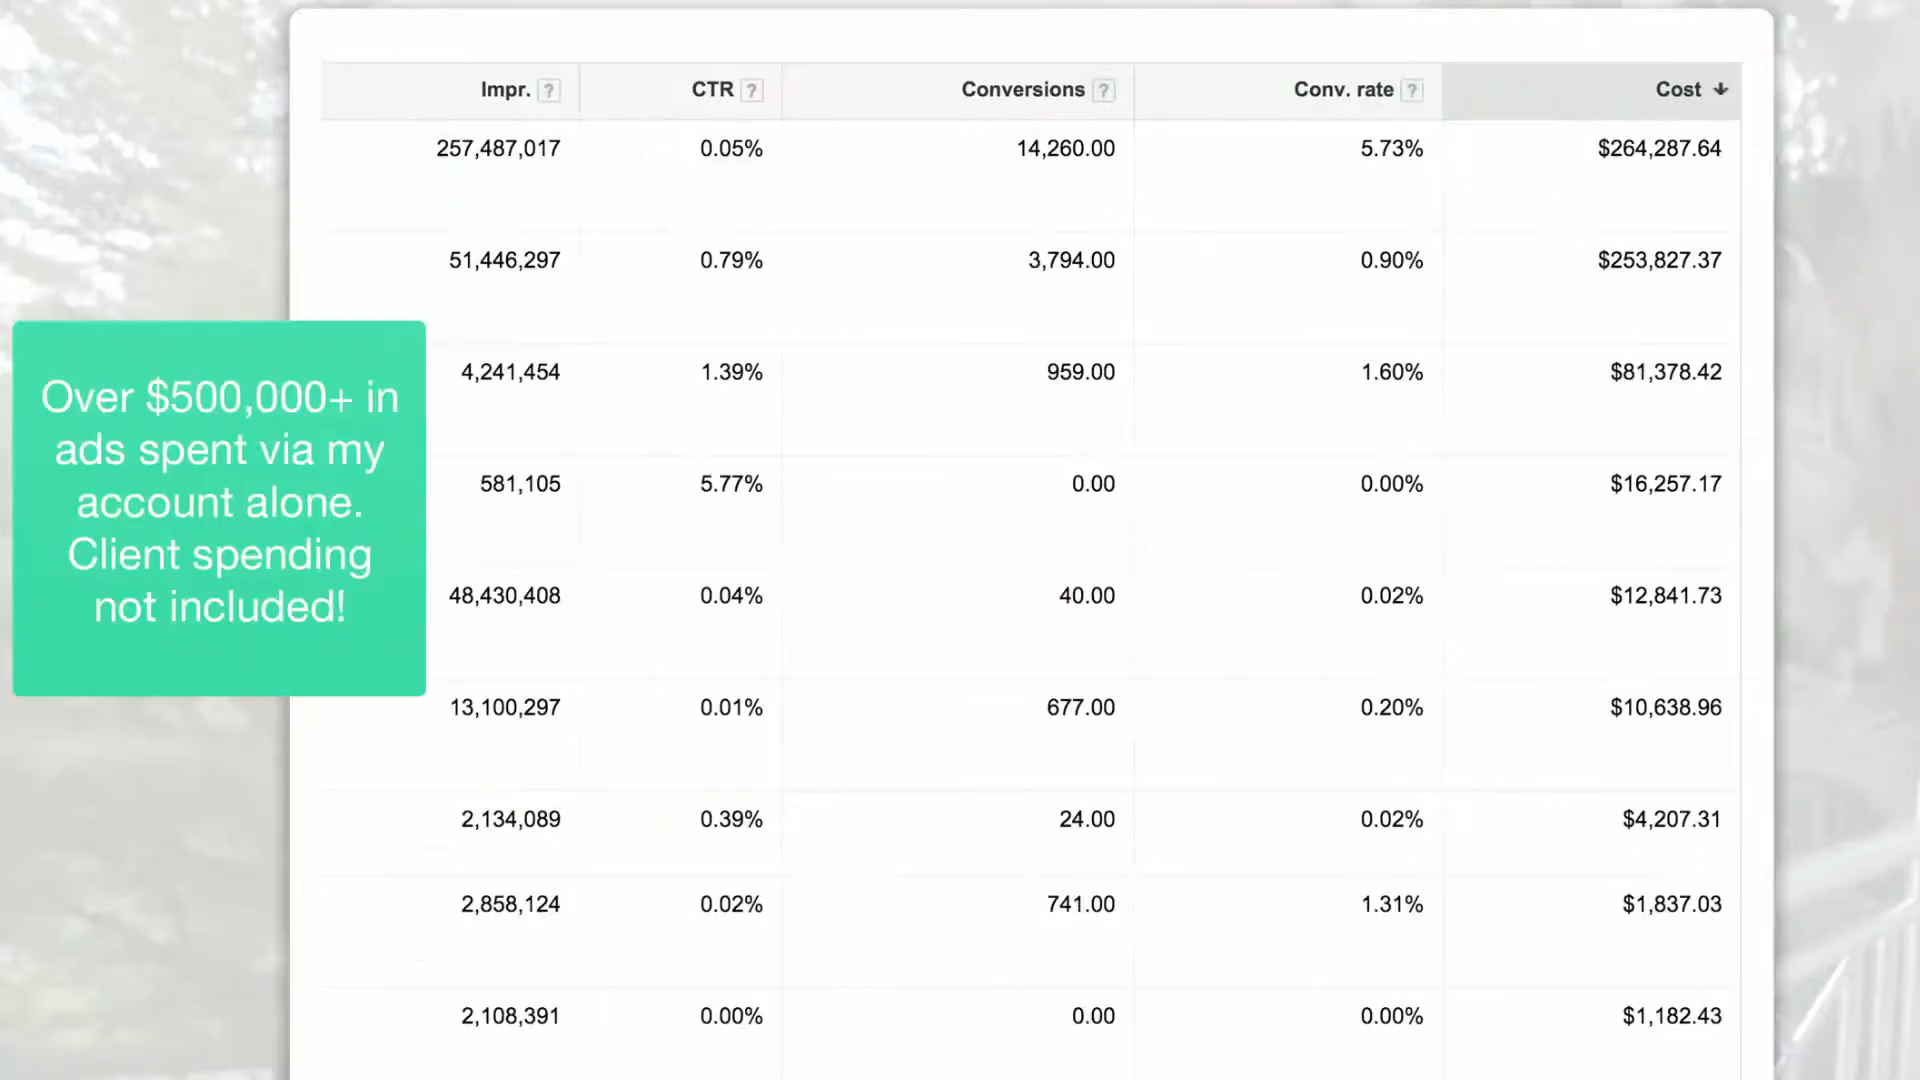 Impr. ? CTR ? Conversions ? Conv. rate ? Cost ↓
257,487,017 0.05% 14,260.00 5.73% $264,287.64
51,446,297 0.79% 3,794.00 0.90% $253,827.37
4,241,454 1.39% 959.00 1.60% $81,378.42
581,105 5.77% 0.00 0.00% $16,257.17
48,430,408 0.04% 40.00 0.02% $12,841.73
13,100,297 0.01% 677.00 0.20% $10,638.96
2,134,089 0.39% 24.00 0.02% $4,207.31
2,858,124 0.02% 741.00 1.31% $1,837.03
2,108,391 0.00% 0.00 0.00% $1,182.43
Over $500,000+ in
ads spent via my
account alone.
Client spending
not included!